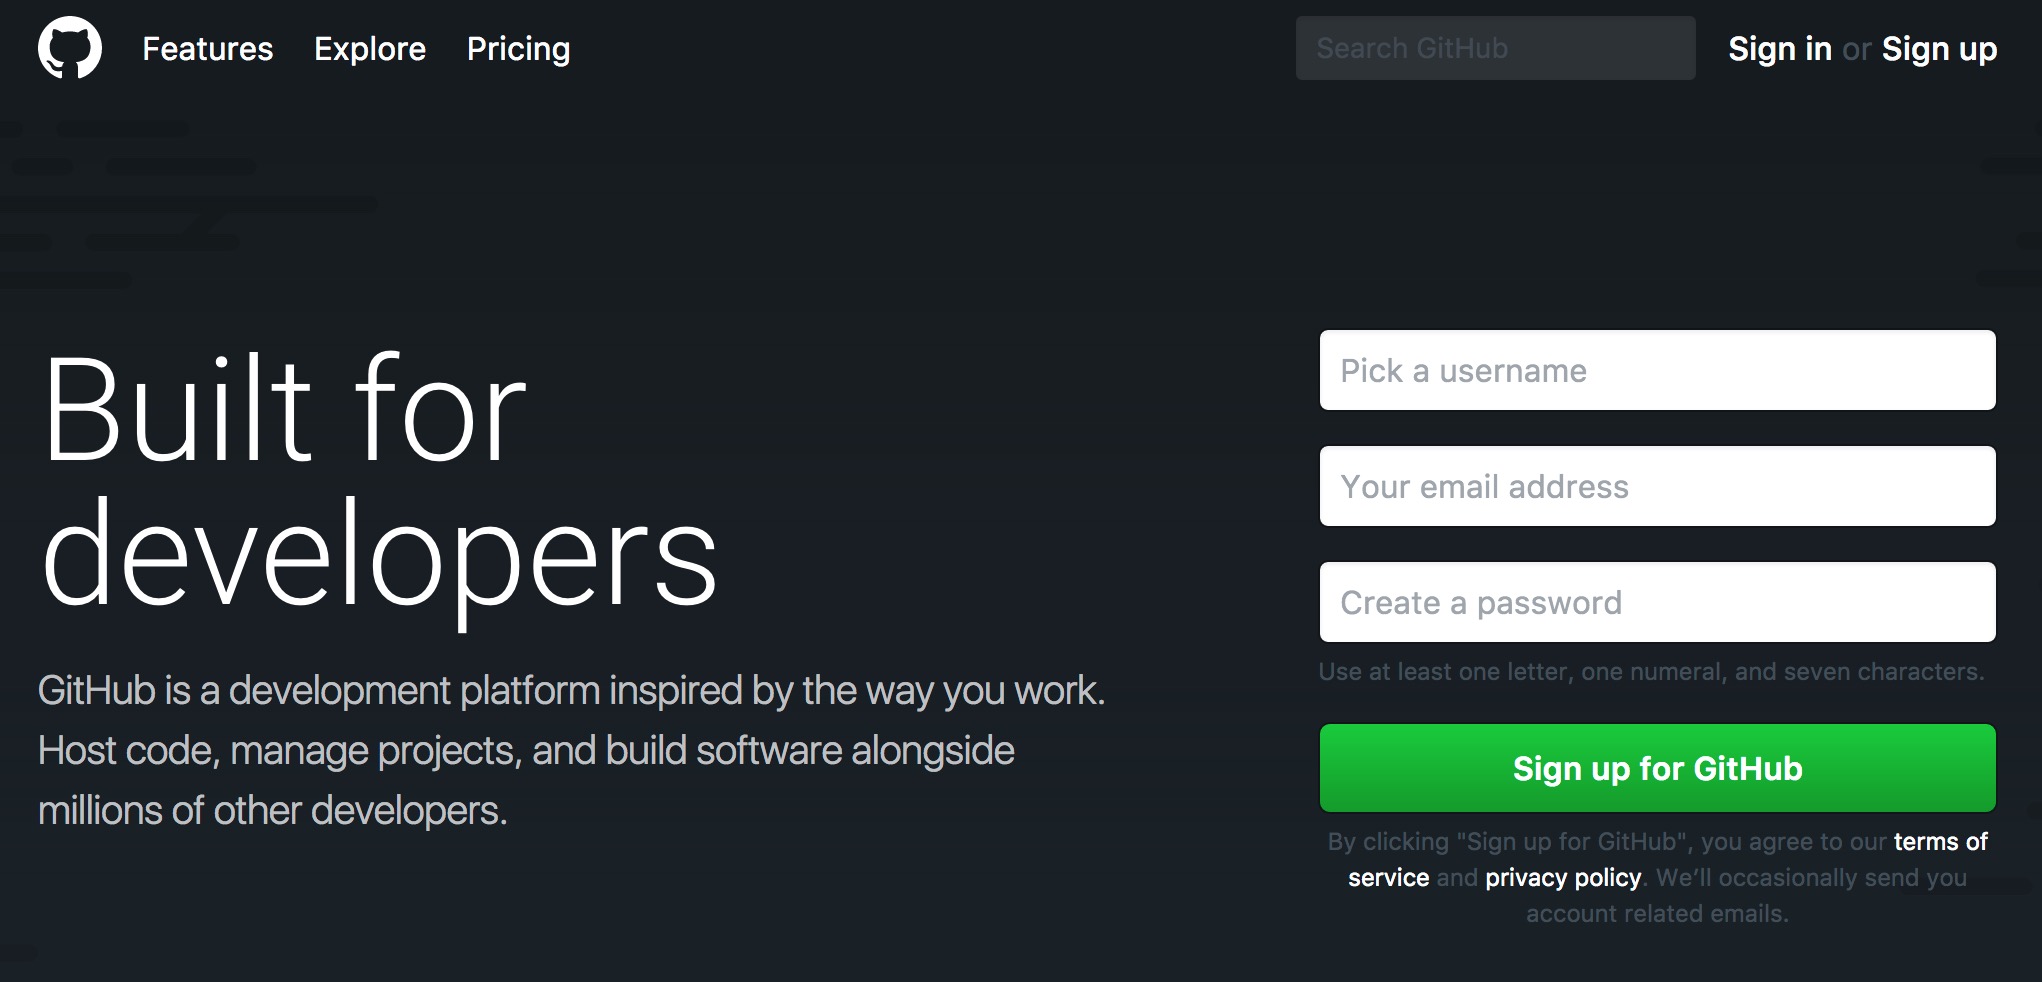 Features Explore Pricing Search GitHub Sign in or Sign up
Built for
developers
GitHub is a development platform inspired by the way you work.
Host code, manage projects, and build software alongside
millions of other developers.
Pick a username
Your email address
Create a password
Use at least one letter, one numeral, and seven characters.
Sign up for GitHub
By clicking "Sign up for GitHub", you agree to our terms of
service and privacy policy. We’ll occasionally send you
account related emails.